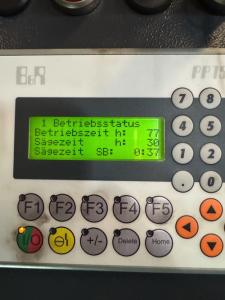 B&R PP15
1 Betriebsstatus
Betriebszeit h: 77
Sägezeit h: 30
Sägezeit SB: 0:37
7 8
4 5
1 2
. 0
F1 F2 F3 F4 F5
I/O +/- Delete Home